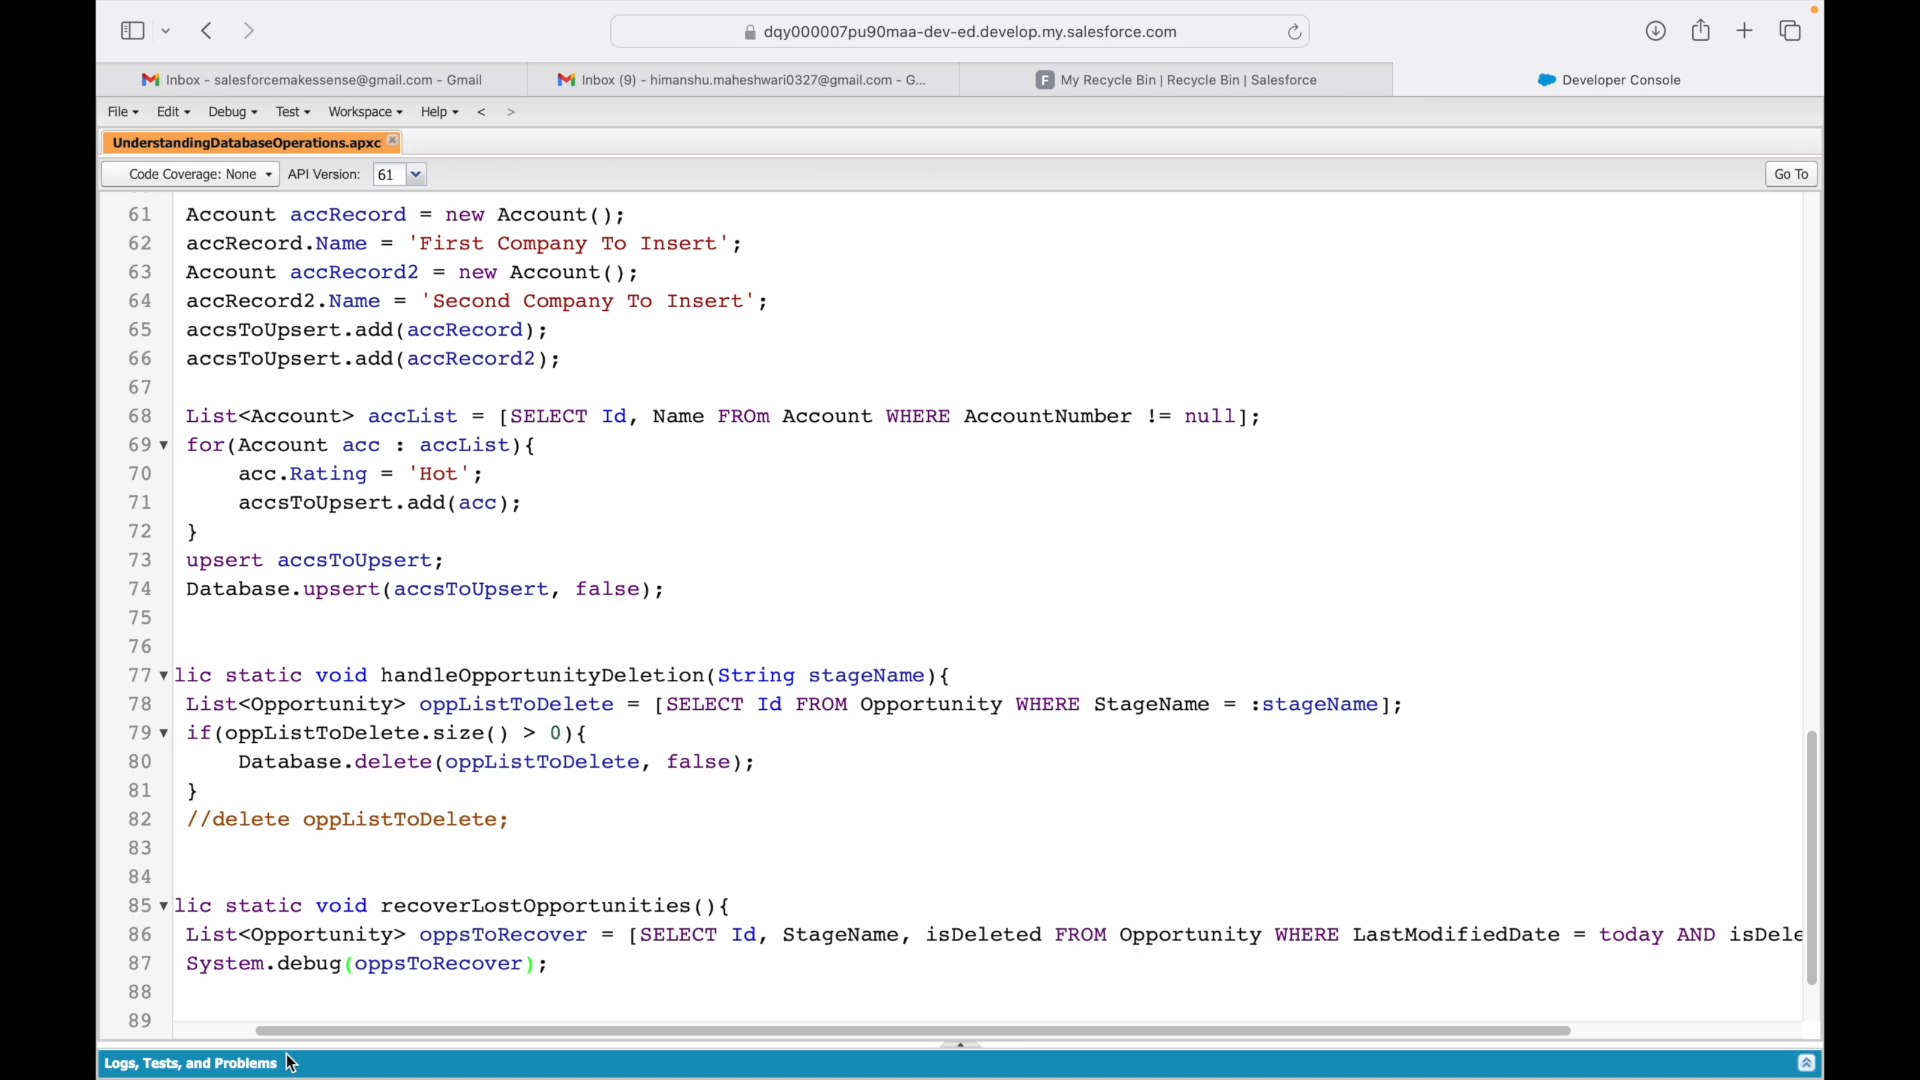 dqy000007pu90maa-dev-ed.develop.my.salesforce.com
Inbox - salesforcemakessense@gmail.com - Gmail
Inbox (9) - himanshu.maheshwari0327@gmail.com - G...
F My Recycle Bin | Recycle Bin | Salesforce
Developer Console
File Edit Debug Test Workspace Help < >
UnderstandingDatabaseOperations.apxc
Code Coverage: None API Version: 61 Go To
61 Account accRecord = new Account();
62 accRecord.Name = 'First Company To Insert';
63 Account accRecord2 = new Account();
64 accRecord2.Name = 'Second Company To Insert';
65 accsToUpsert.add(accRecord);
66 accsToUpsert.add(accRecord2);
67
68 List<Account> accList = [SELECT Id, Name FROm Account WHERE AccountNumber != null];
69 for(Account acc : accList){
70 acc.Rating = 'Hot';
71 accsToUpsert.add(acc);
72 }
73 upsert accsToUpsert;
74 Database.upsert(accsToUpsert, false);
75
76
77 lic static void handleOpportunityDeletion(String stageName){
78 List<Opportunity> oppListToDelete = [SELECT Id FROM Opportunity WHERE StageName = :stageName];
79 if(oppListToDelete.size() > 0){
80 Database.delete(oppListToDelete, false);
81 }
82 //delete oppListToDelete;
83
84
85 lic static void recoverLostOpportunities(){
86 List<Opportunity> oppsToRecover = [SELECT Id, StageName, isDeleted FROM Opportunity WHERE LastModifiedDate = today AND isDele
87 System.debug(oppsToRecover);
88
89
Logs, Tests, and Problems